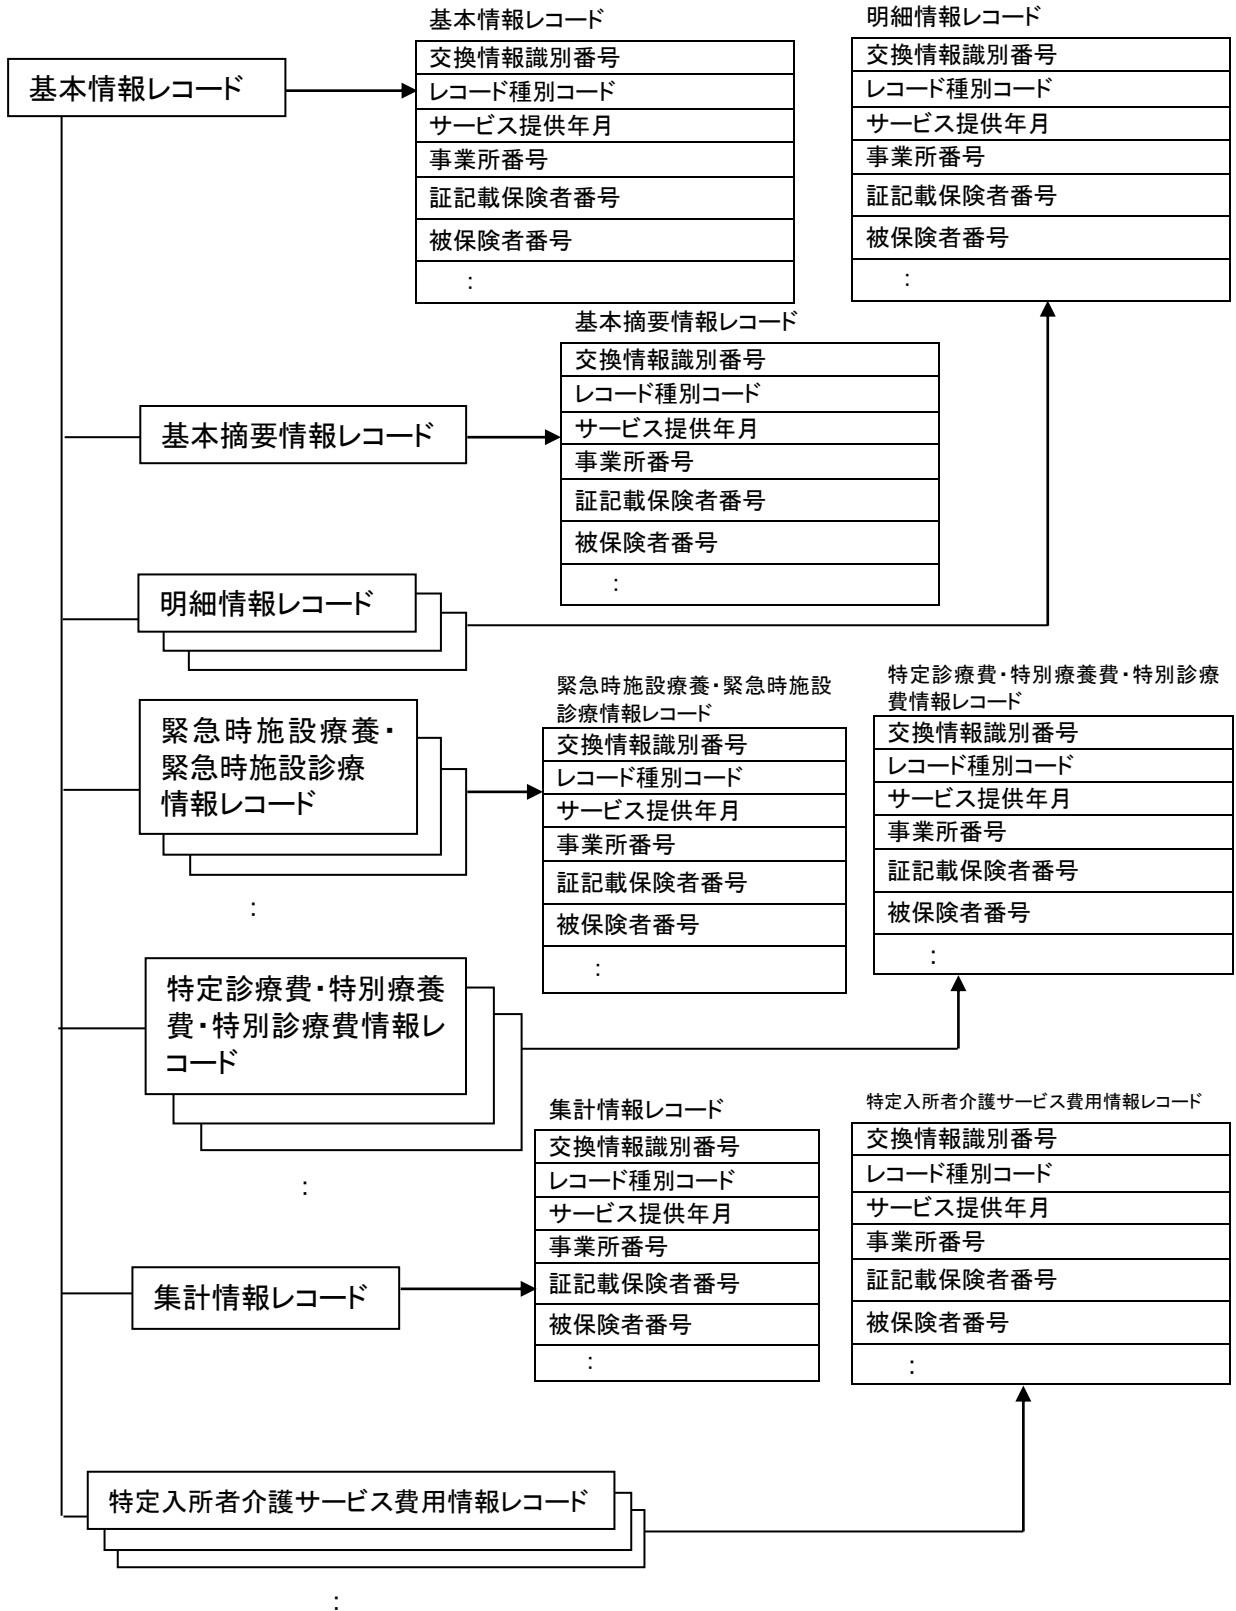 基本情報レコード
基本情報レコード
交換情報識別番号
レコード種別コード
サービス提供年月
事業所番号
証記載保険者番号
被保険者番号
:
明細情報レコード
交換情報識別番号
レコード種別コード
サービス提供年月
事業所番号
証記載保険者番号
被保険者番号
:
基本摘要情報レコード
基本摘要情報レコード
交換情報識別番号
レコード種別コード
サービス提供年月
事業所番号
証記載保険者番号
被保険者番号
:
明細情報レコード
緊急時施設療養・
緊急時施設診療
情報レコード
:
緊急時施設療養・緊急時施設
診療情報レコード
交換情報識別番号
レコード種別コード
サービス提供年月
事業所番号
証記載保険者番号
被保険者番号
:
特定診療費・特別療養費・特別診療
費情報レコード
交換情報識別番号
レコード種別コード
サービス提供年月
事業所番号
証記載保険者番号
被保険者番号
:
特定診療費・特別療養
費・特別診療費情報レ
コード
:
集計情報レコード
集計情報レコード
交換情報識別番号
レコード種別コード
サービス提供年月
事業所番号
証記載保険者番号
被保険者番号
:
特定入所者介護サービス費用情報レコード
交換情報識別番号
レコード種別コード
サービス提供年月
事業所番号
証記載保険者番号
被保険者番号
:
特定入所者介護サービス費用情報レコード
: